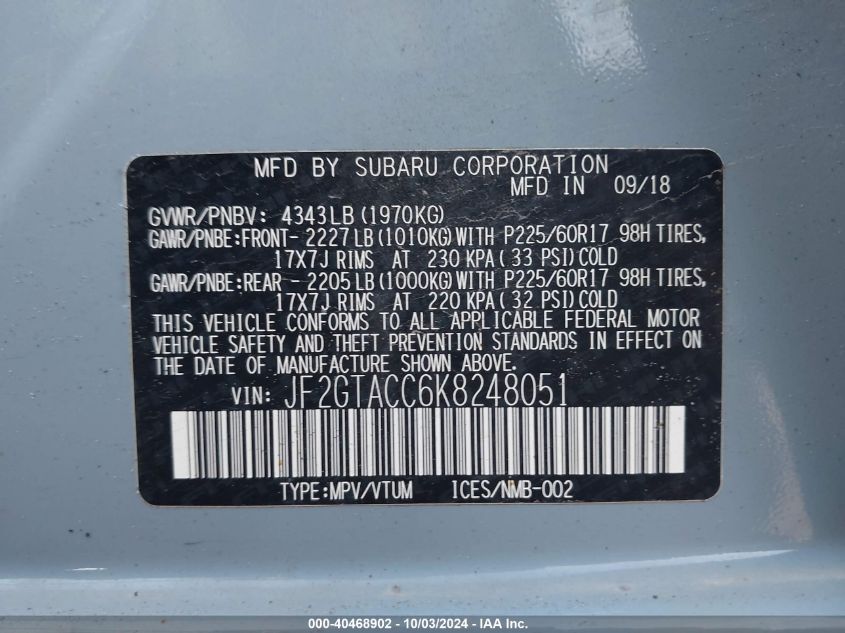 MFD BY SUBARU CORPORATION
MFD IN 09/18
GVWR/PNBV: 4343LB (1970KG)
GAWR/PNBE:FRONT- 2227LB (1010KG) WITH P225/60R17 98H TIRES,
17X7J RIMS AT 230 KPA ( 33 PSI) COLD
GAWR/PNBE:REAR - 2205LB (1000KG) WITH P225/60R17 98H TIRES,
17X7J RIMS AT 220 KPA ( 32 PSI) COLD
THIS VEHICLE CONFORMS TO ALL APPLICABLE FEDERAL MOTOR
VEHICLE SAFETY AND THEFT PREVENTION STANDARDS IN EFFECT ON
THE DATE OF MANUFACTURE SHOWN ABOVE.
VIN: JF2GTACC6K8248051
TYPE:MPV/VTUM ICES/NMB-002
000-40468902 - 10/03/2024 - IAA Inc.